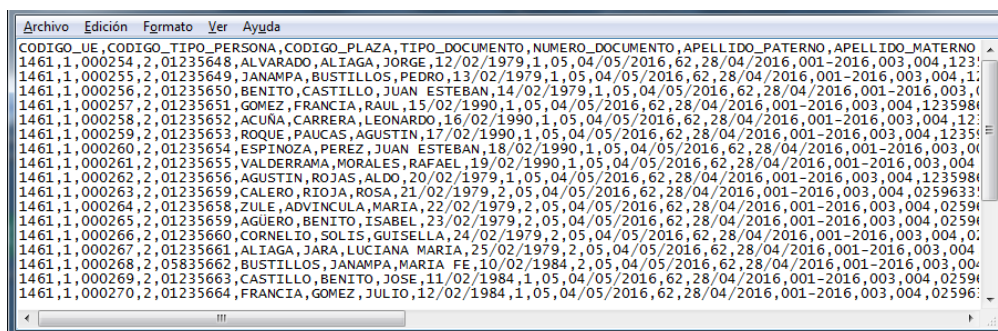 Archivo Edición Formato Ver Ayuda
CODIGO_UE,CODIGO_TIPO_PERSONA,CODIGO_PLAZA,TIPO_DOCUMENTO,NUMERO_DOCUMENTO,APELLIDO_PATERNO,APELLIDO_MATERNO
1461,1,000254,2,01235648,ALVARADO,ALIAGA,JORGE,12/02/1979,1,05,04/05/2016,62,28/04/2016,001-2016,003,004,1235
1461,1,000255,2,01235649,JANAMPA,BUSTILLOS,PEDRO,13/02/1979,1,05,04/05/2016,62,28/04/2016,001-2016,003,004,12
1461,1,000256,2,01235650,BENITO,CASTILLO,JUAN ESTEBAN,14/02/1979,1,05,04/05/2016,62,28/04/2016,001-2016,003,0
1461,1,000257,2,01235651,GOMEZ,FRANCIA,RAUL,15/02/1990,1,05,04/05/2016,62,28/04/2016,001-2016,003,004,1235986
1461,1,000258,2,01235652,ACUÑA,CARRERA,LEONARDO,16/02/1990,1,05,04/05/2016,62,28/04/2016,001-2016,003,004,123
1461,1,000259,2,01235653,ROQUE,PAUCAS,AGUSTIN,17/02/1990,1,05,04/05/2016,62,28/04/2016,001-2016,003,004,12359
1461,1,000260,2,01235654,ESPINOZA,PEREZ,JUAN ESTEBAN,18/02/1990,1,05,04/05/2016,62,28/04/2016,001-2016,003,00
1461,1,000261,2,01235655,VALDERRAMA,MORALES,RAFAEL,19/02/1990,1,05,04/05/2016,62,28/04/2016,001-2016,003,004
1461,1,000262,2,01235656,AGUSTIN,ROJAS,ALDO,20/02/1979,1,05,04/05/2016,62,28/04/2016,001-2016,003,004,1235986
1461,1,000263,2,01235659,CALERO,RIOJA,ROSA,21/02/1979,2,05,04/05/2016,62,28/04/2016,001-2016,003,004,02596335
1461,1,000264,2,01235658,ZULE,ADVINCULA,MARIA,22/02/1979,2,05,04/05/2016,62,28/04/2016,001-2016,003,004,02596
1461,1,000265,2,01235659,AGÜERO,BENITO,ISABEL,23/02/1979,2,05,04/05/2016,62,28/04/2016,001-2016,003,004,02596
1461,1,000266,2,01235660,CORNELIO,SOLIS,GUISELLA,24/02/1979,2,05,04/05/2016,62,28/04/2016,001-2016,003,004,02
1461,1,000267,2,01235661,ALIAGA,JARA,LUCIANA MARIA,25/02/1979,2,05,04/05/2016,62,28/04/2016,001-2016,003,004
1461,1,000268,2,05835662,BUSTILLOS,JANAMPA,MARIA FE,10/02/1984,2,05,04/05/2016,62,28/04/2016,001-2016,003,004
1461,1,000269,2,01235663,CASTILLO,BENITO,JOSE,11/02/1984,1,05,04/05/2016,62,28/04/2016,001-2016,003,004,02596
1461,1,000270,2,01235664,FRANCIA,GOMEZ,JULIO,12/02/1984,1,05,04/05/2016,62,28/04/2016,001-2016,003,004,025963